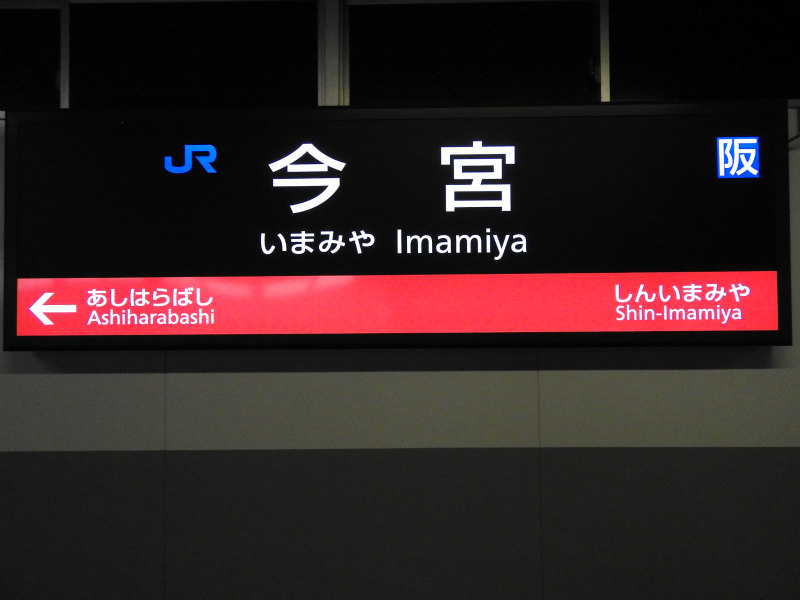 JR 今宮 阪
いまみや Imamiya
あしはらばし しんいまみや
Ashiharabashi Shin-Imamiya